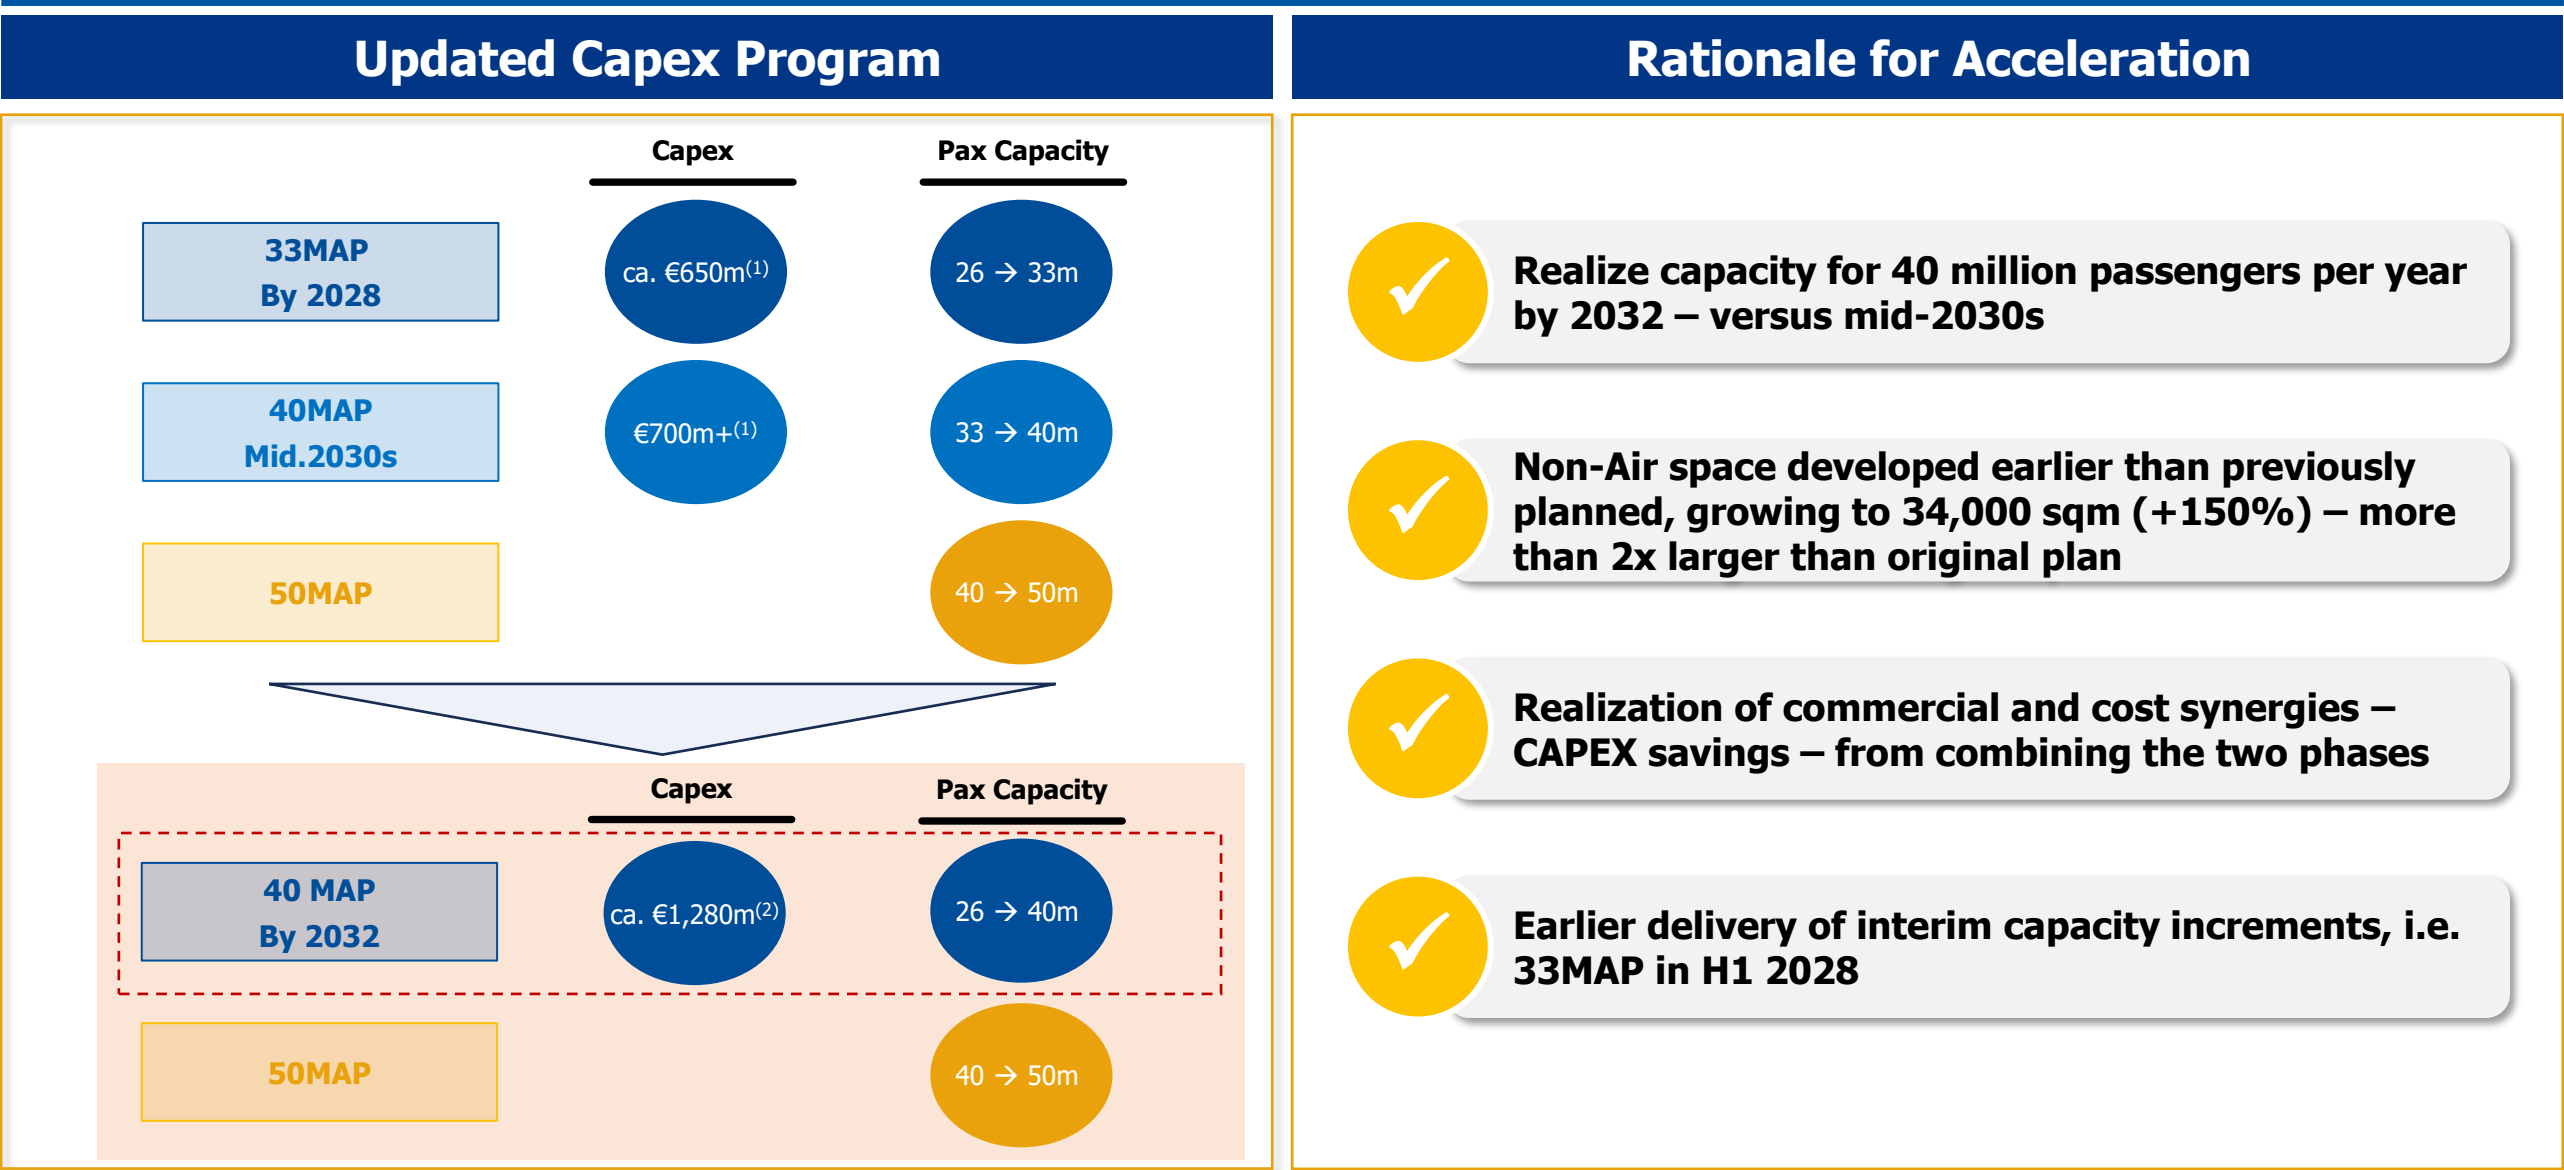 Updated Capex Program
Capex
Pax Capacity
33MAP
By 2028
ca. €650m(1)
26 → 33m
40MAP
Mid.2030s
€700m+(1)
33 → 40m
50MAP
40 → 50m
Capex
Pax Capacity
40 MAP
By 2032
ca. €1,280m(2)
26 → 40m
50MAP
40 → 50m
Rationale for Acceleration
Realize capacity for 40 million passengers per year
by 2032 – versus mid-2030s
Non-Air space developed earlier than previously
planned, growing to 34,000 sqm (+150%) – more
than 2x larger than original plan
Realization of commercial and cost synergies –
CAPEX savings – from combining the two phases
Earlier delivery of interim capacity increments, i.e.
33MAP in H1 2028